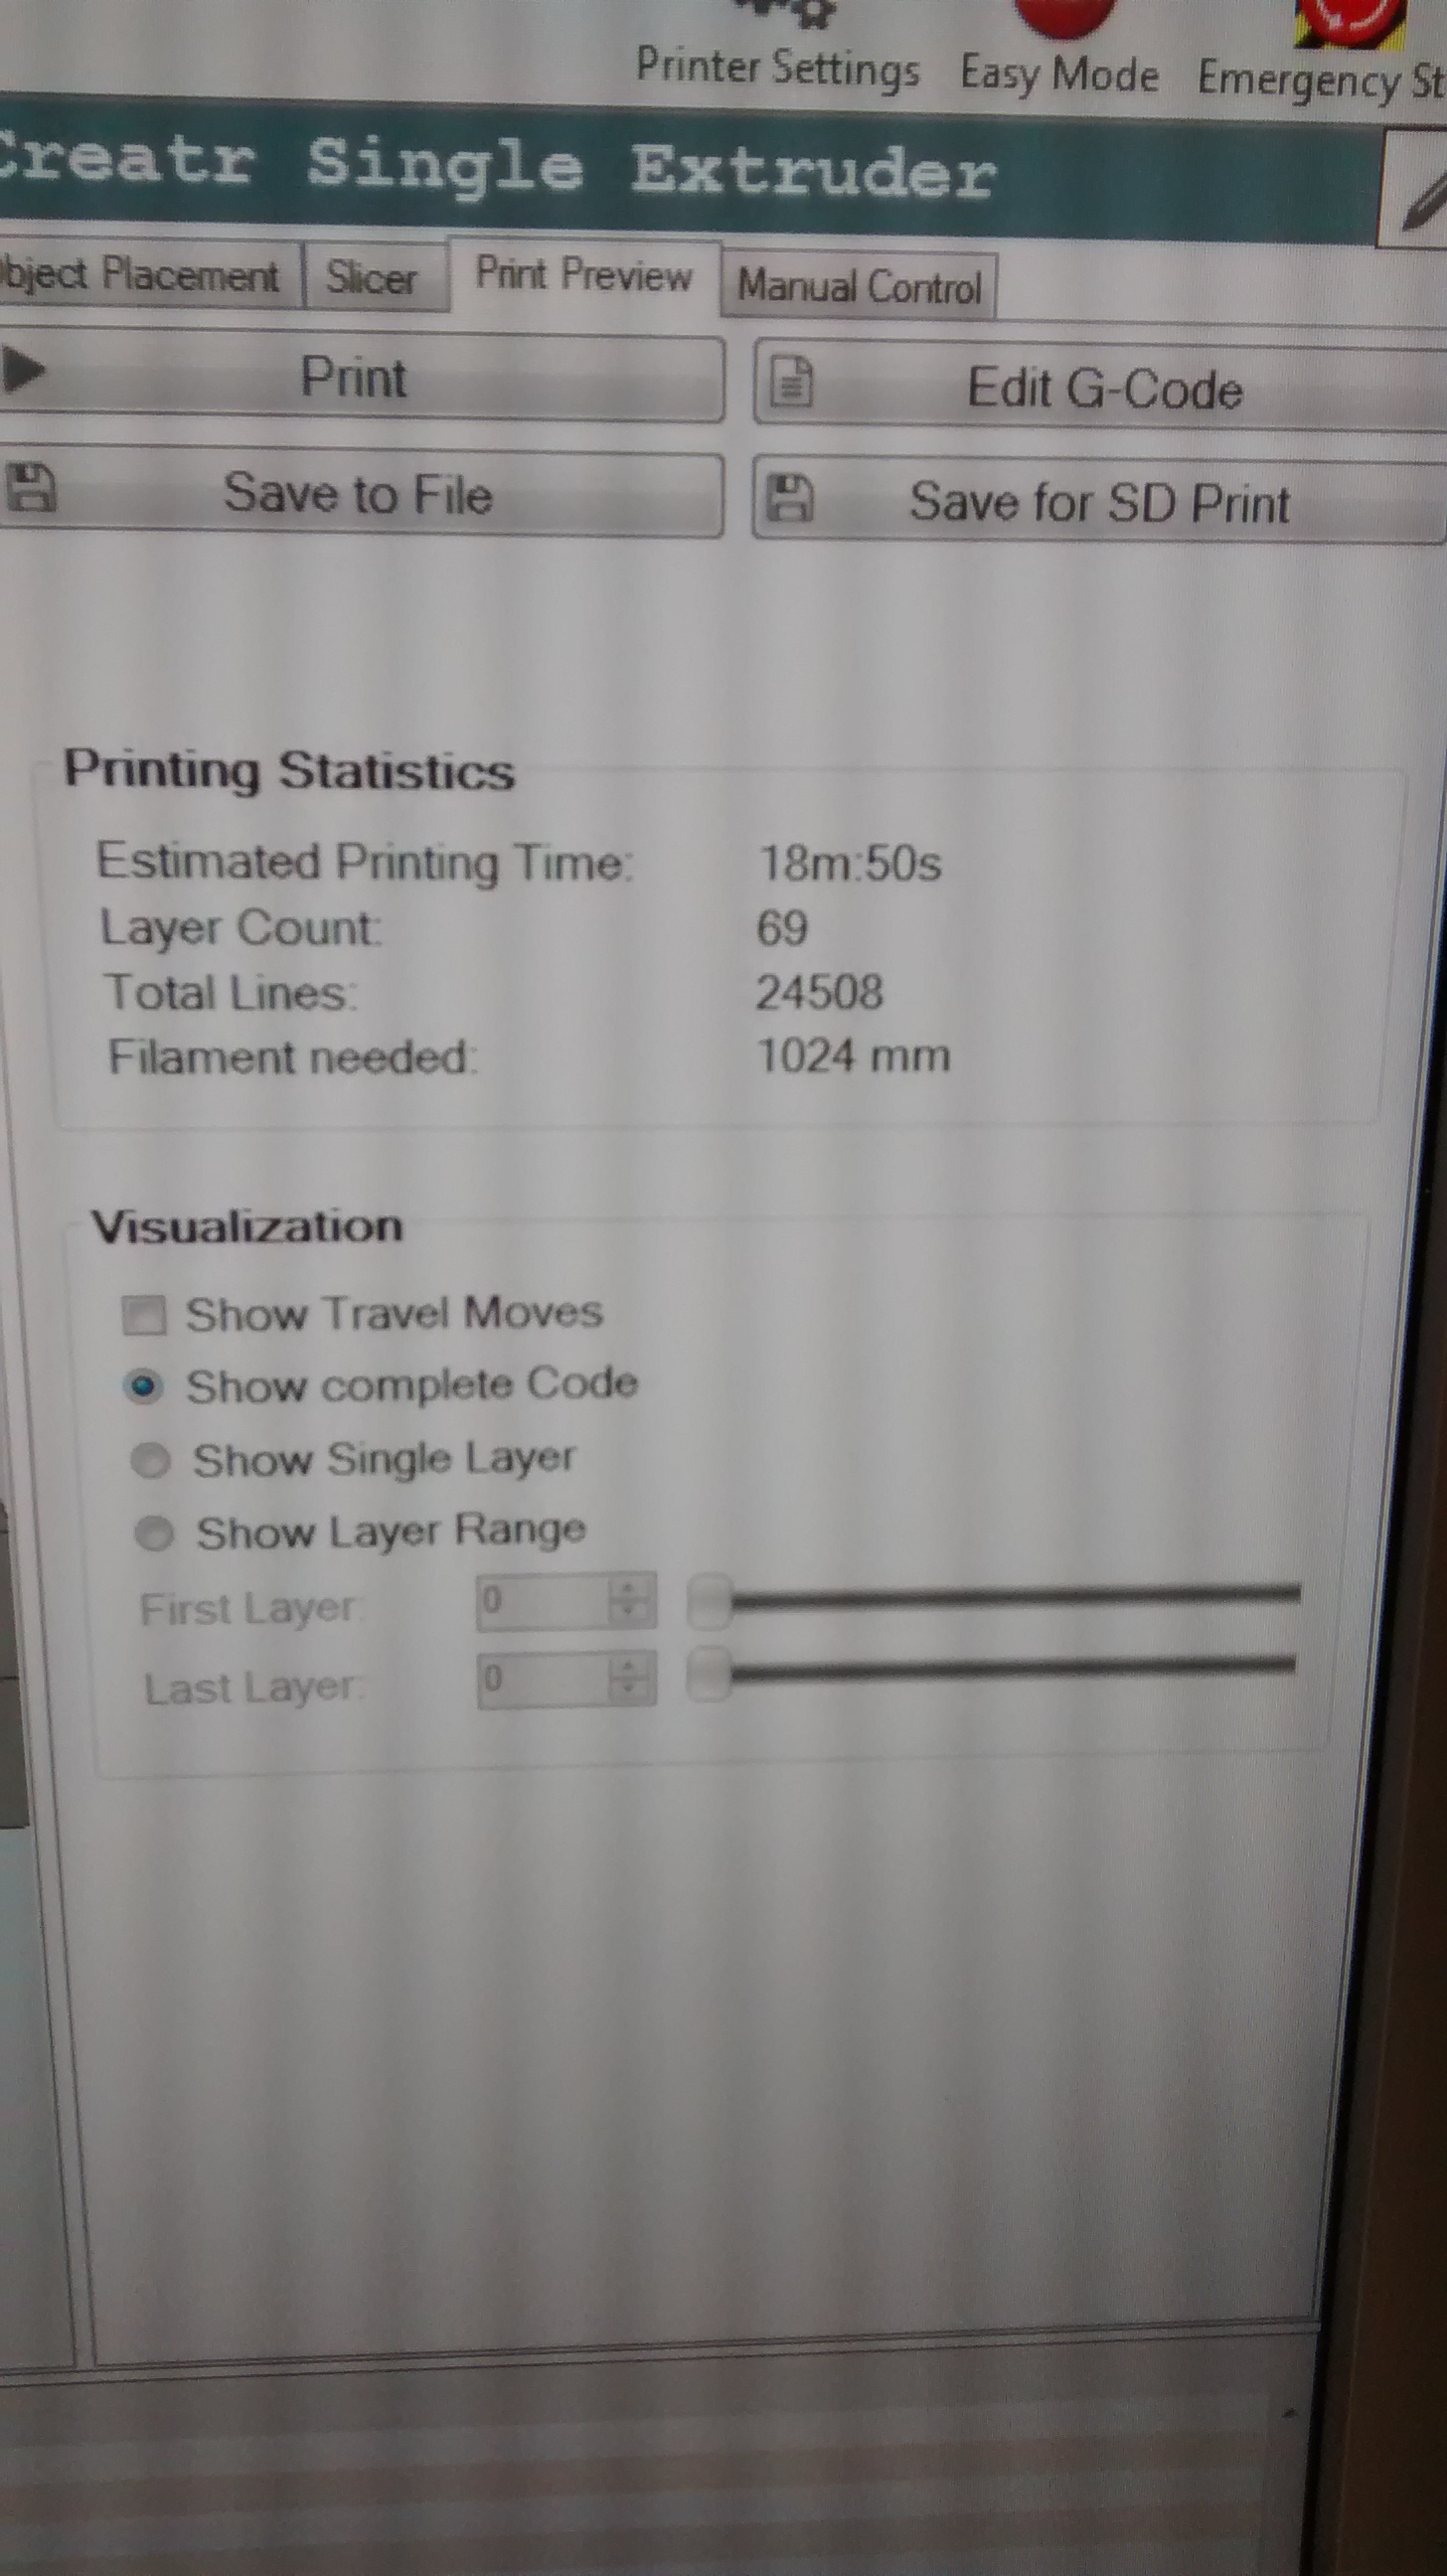 Printer Settings Easy Mode Emergency St
Creatr Single Extruder
bject Placement Slicer Print Preview Manual Control
Print Edit G-Code
Save to File Save for SD Print
Printing Statistics
Estimated Printing Time: 18m:50s
Layer Count: 69
Total Lines: 24508
Filament needed: 1024 mm
Visualization
Show Travel Moves
Show complete Code
Show Single Layer
Show Layer Range
First Layer: 0
Last Layer: 0